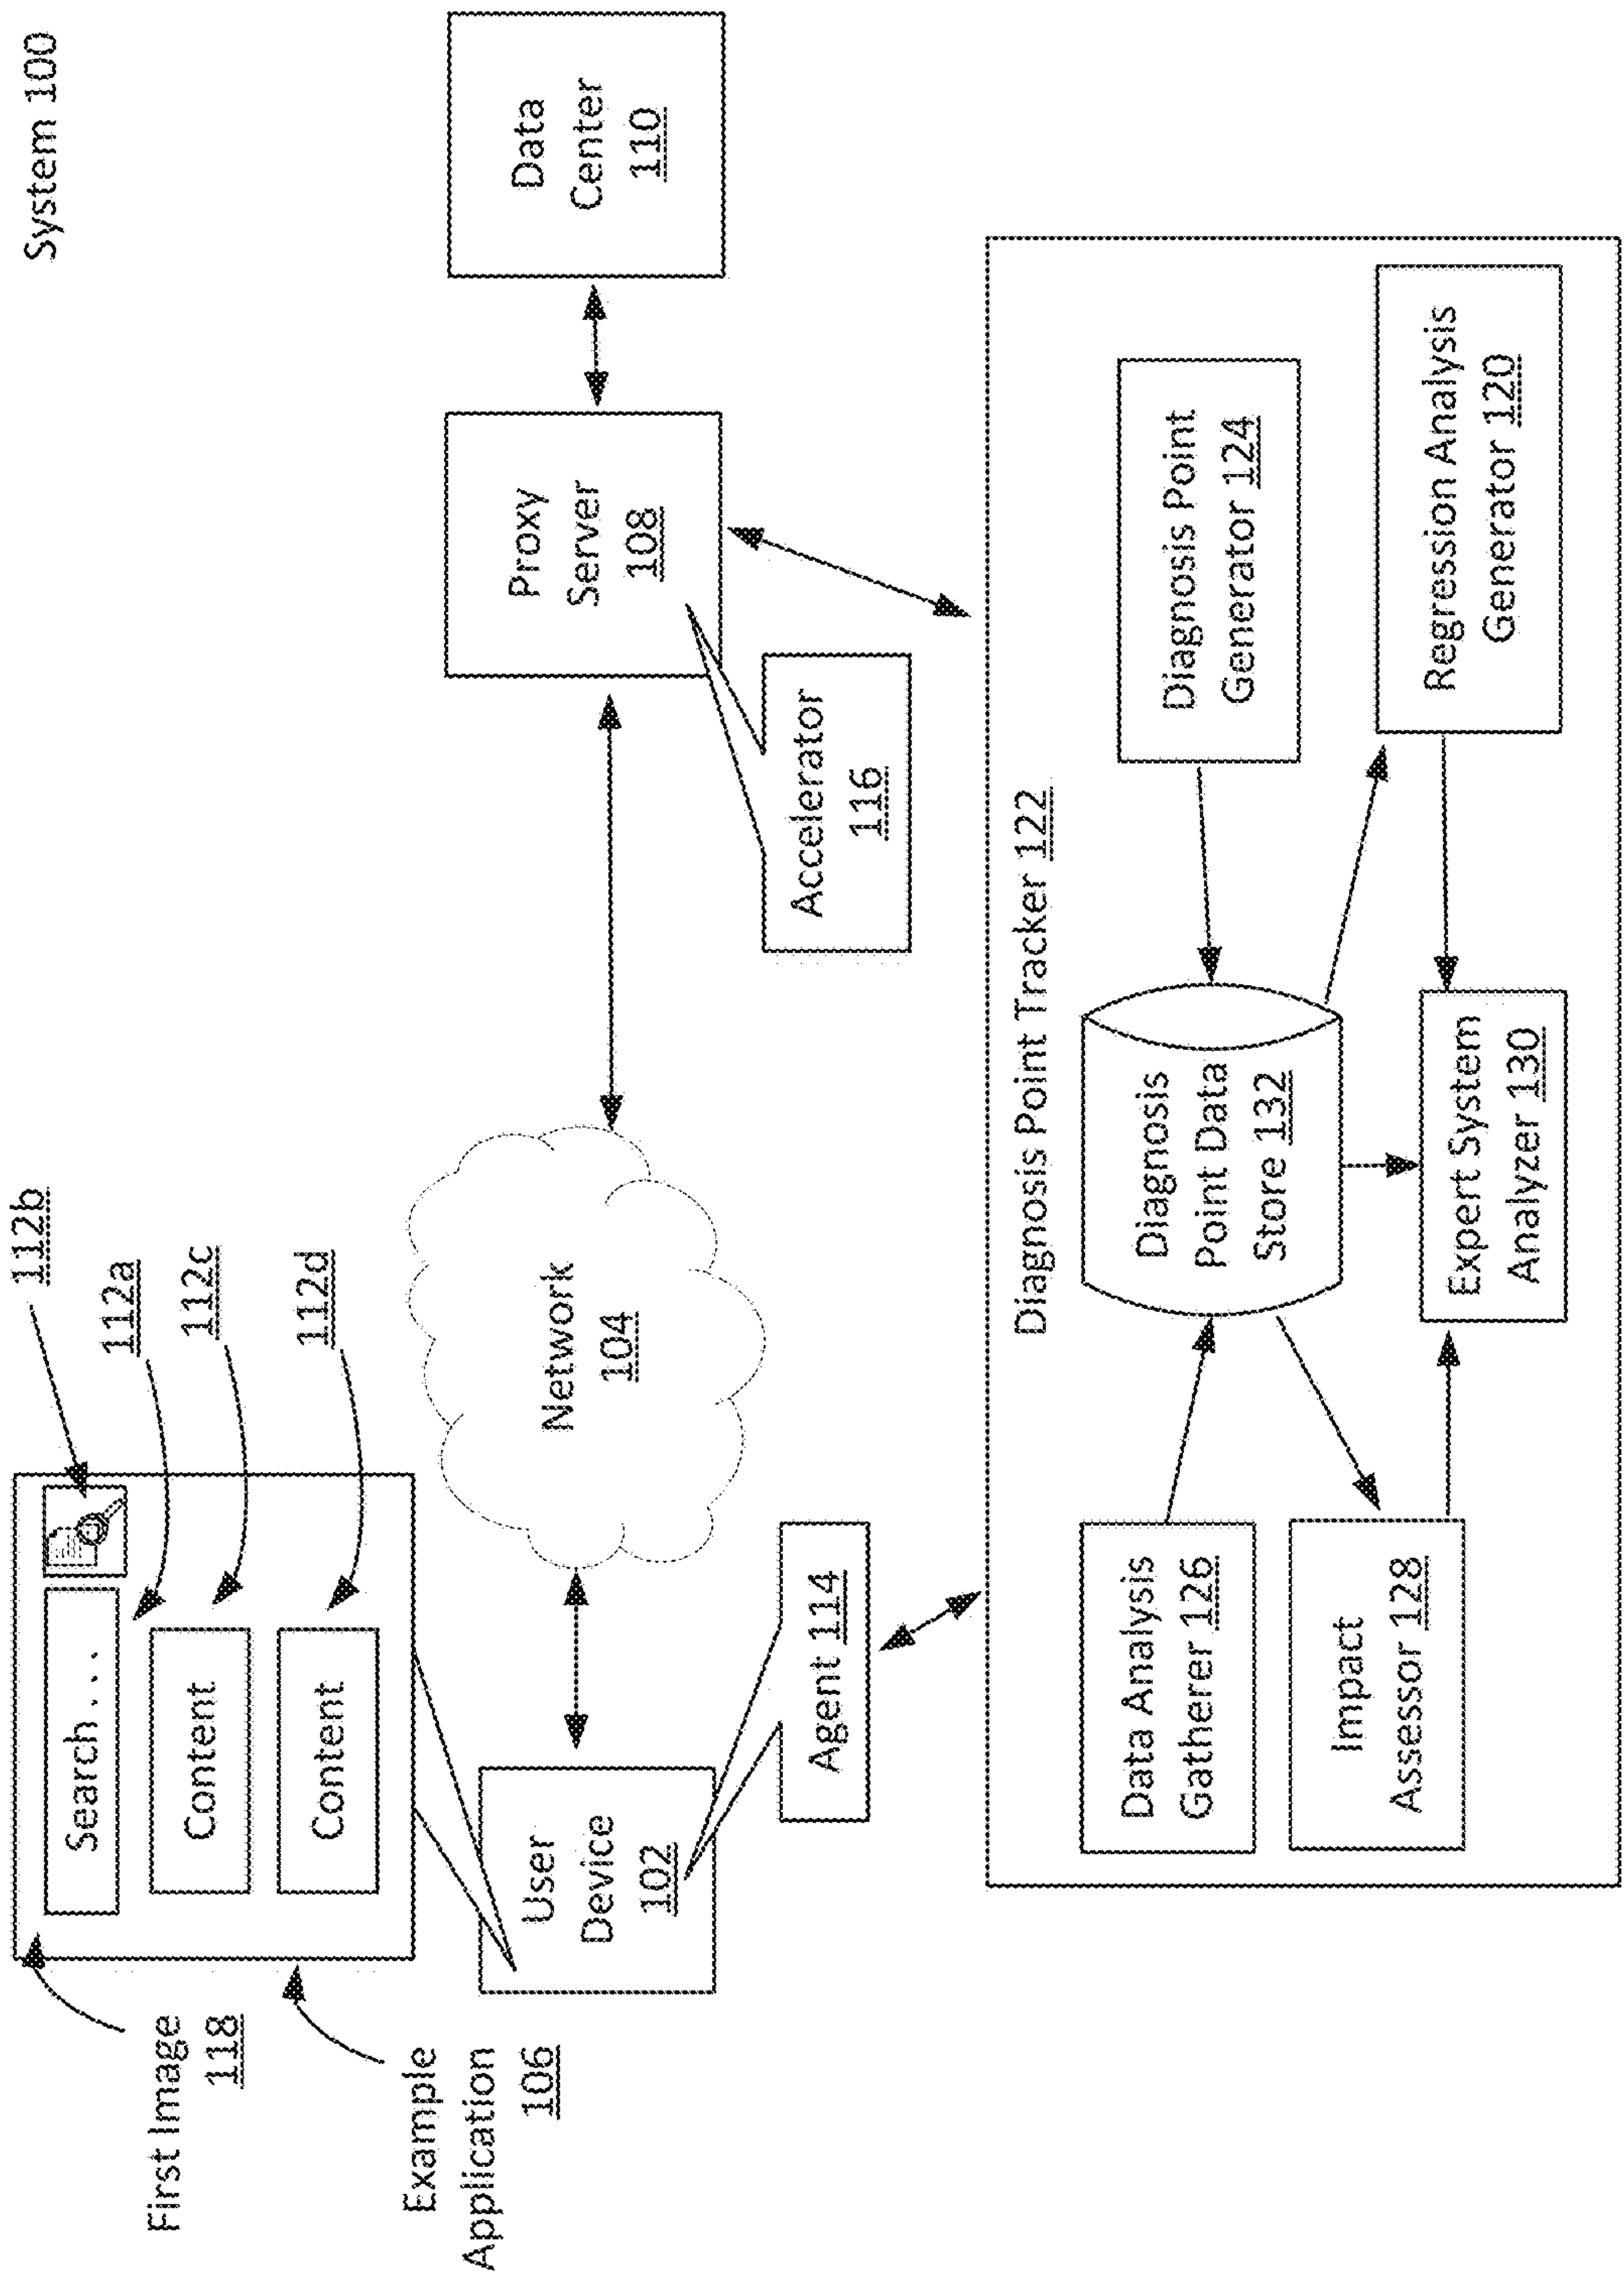 System 100
First Image
118
Example
Application
106
Search . . .
Content
Content
112b
112a
112c
112d
User
Device
102
Agent 114
Network
104
Proxy
Server
108
Accelerator
116
Data
Center
110
Diagnosis Point Tracker 122
Data Analysis
Gatherer 126
Impact
Assessor 128
Diagnosis
Point Data
Store 132
Expert System
Analyzer 130
Diagnosis Point
Generator 124
Regression Analysis
Generator 120